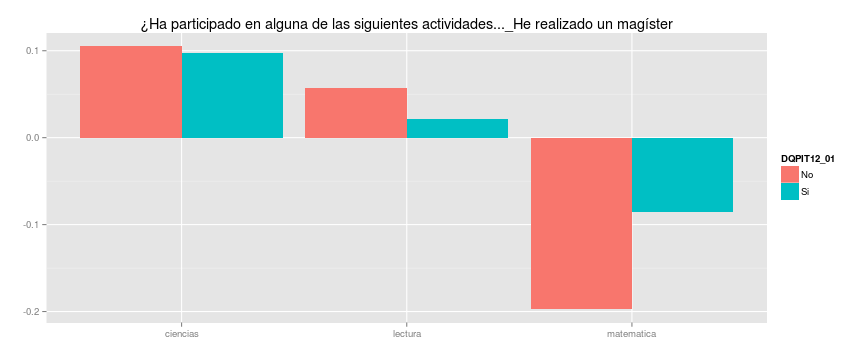 ¿Ha participado en alguna de las siguientes actividades..._He realizado un magíster
0.1
0.0
-0.1
-0.2
ciencias
lectura
matematica
DQPIT12_01
No
Si